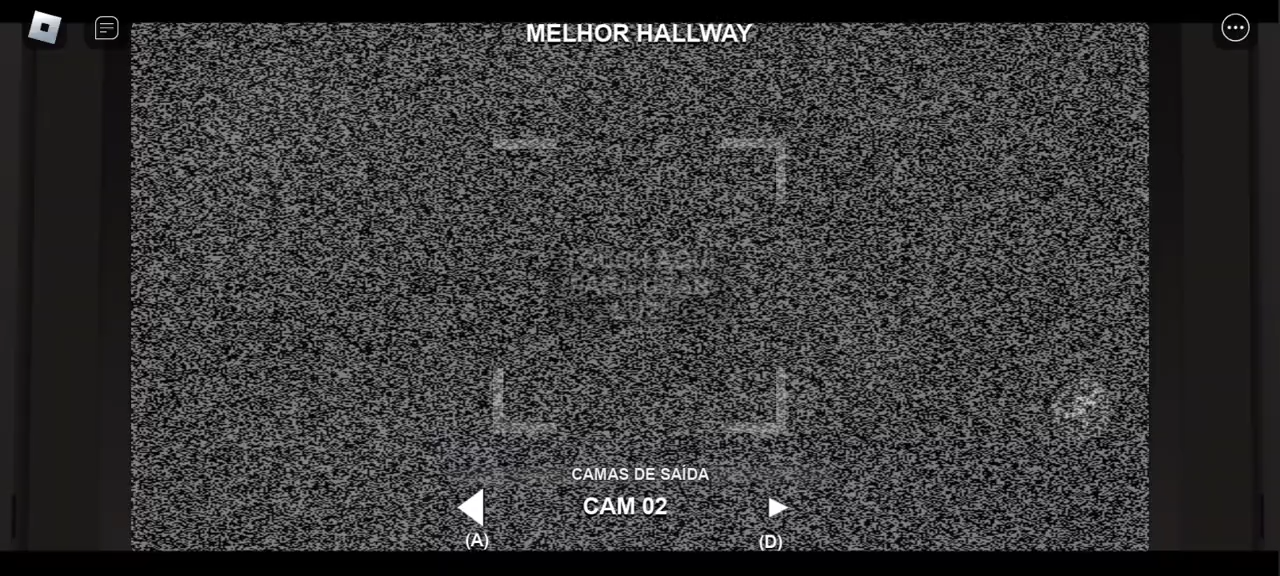 MELHOR HALLWAY
CAMAS DE SAÍDA
CAM 02
(A)
(D)